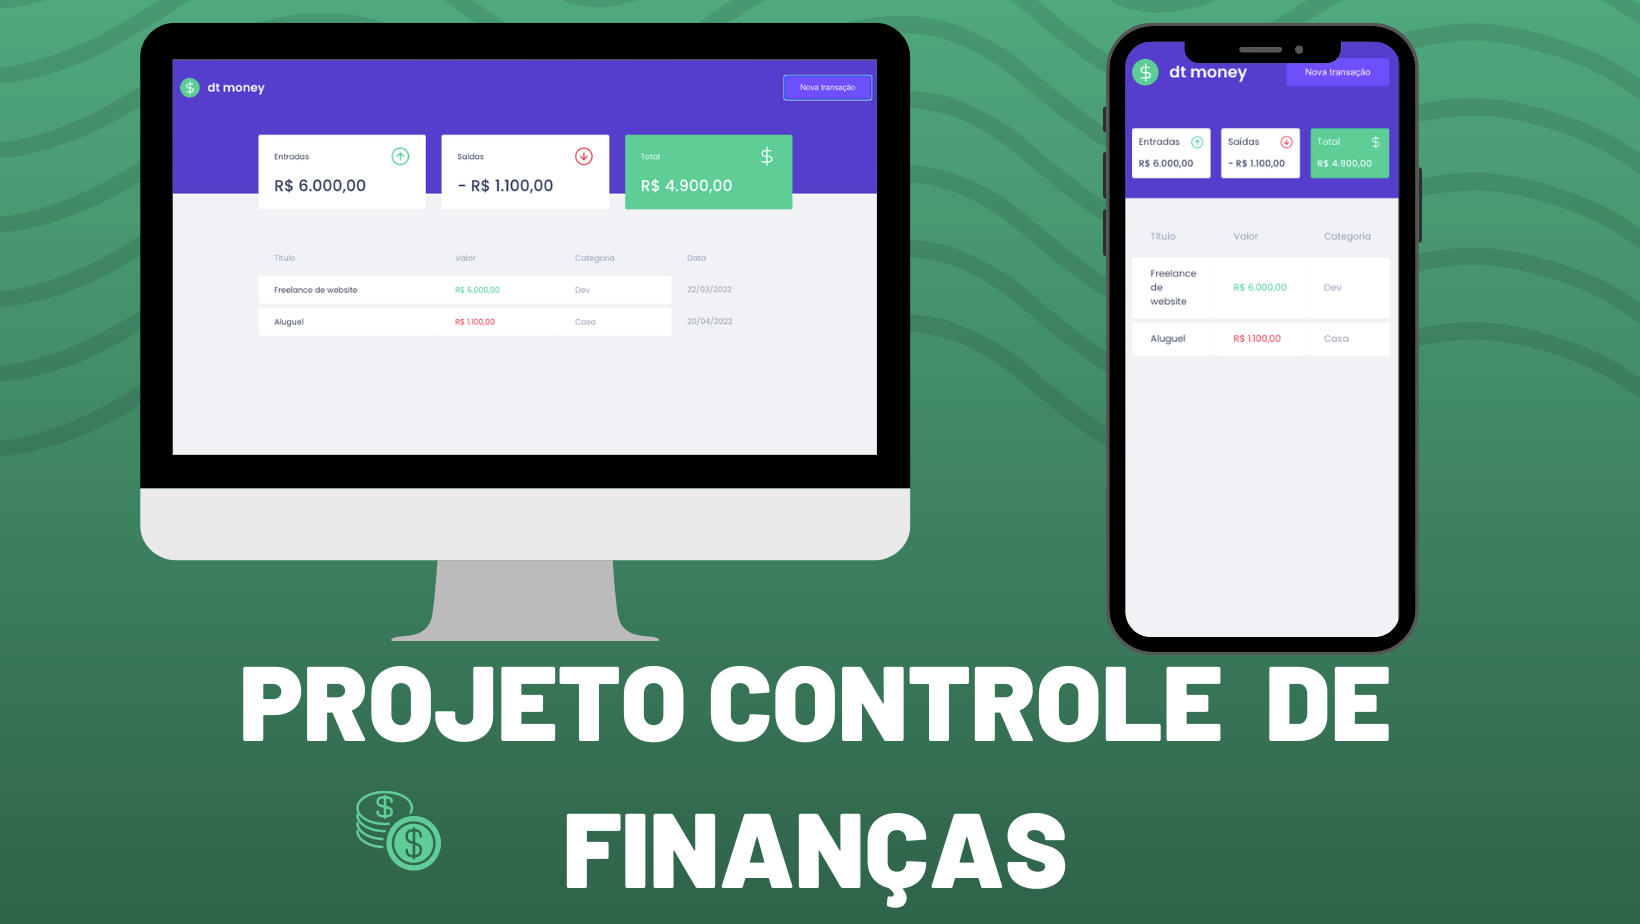 dt money
Nova transação
Entradas
R$ 6.000,00
Saídas
- R$ 1.100,00
Total
R$ 4.900,00
Título Valor Categoria Data
Freelance de website R$ 6.000,00 Dev 22/03/2022
Aluguel R$ 1.100,00 Casa 20/04/2022
dt money
Nova transação
Entradas
R$ 6.000,00
Saídas
- R$ 1.100,00
Total
R$ 4.900,00
Título Valor Categoria
Freelance
de
website
R$ 6.000,00 Dev
Aluguel R$ 1.100,00 Casa
PROJETO CONTROLE DE
FINANÇAS